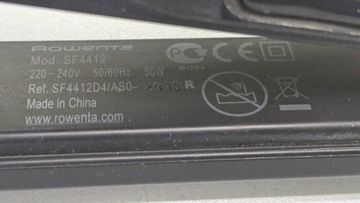 Rowenta
Mod. SF4412
220-240V 50/60Hz 50W
Ref. SF4412D4/AS0-
R
Made in China
www.rowenta.com